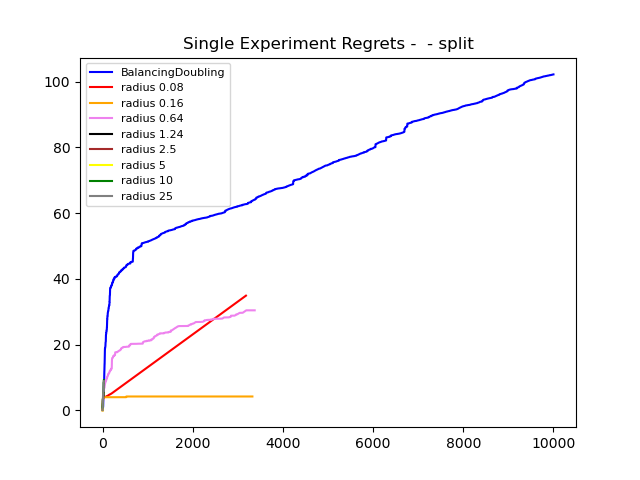 Single Experiment Regrets -  - split
100
80
60
40
20
0
BalancingDoubling
radius 0.08
radius 0.16
radius 0.64
radius 1.24
radius 2.5
radius 5
radius 10
radius 25
0 2000 4000 6000 8000 10000